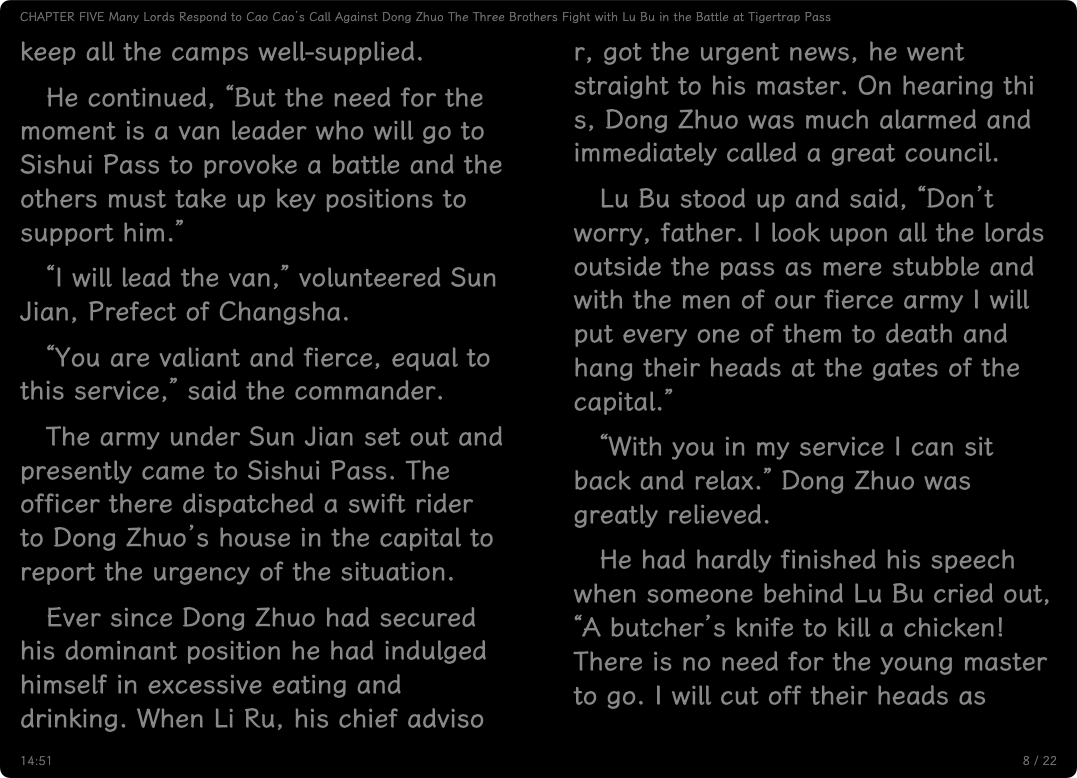 CHAPTER FIVE Many Lords Respond to Cao Cao's Call Against Dong Zhuo The Three Brothers Fight with Lu Bu in the Battle at Tigertrap Pass
keep all the camps well-supplied.
He continued, “But the need for the
moment is a van leader who will go to
Sishui Pass to provoke a battle and the
others must take up key positions to
support him.”
“I will lead the van,” volunteered Sun
Jian, Prefect of Changsha.
“You are valiant and fierce, equal to
this service,” said the commander.
The army under Sun Jian set out and
presently came to Sishui Pass. The
officer there dispatched a swift rider
to Dong Zhuo’s house in the capital to
report the urgency of the situation.
Ever since Dong Zhuo had secured
his dominant position he had indulged
himself in excessive eating and
drinking. When Li Ru, his chief adviso
r, got the urgent news, he went
straight to his master. On hearing thi
s, Dong Zhuo was much alarmed and
immediately called a great council.
Lu Bu stood up and said, “Don’t
worry, father. I look upon all the lords
outside the pass as mere stubble and
with the men of our fierce army I will
put every one of them to death and
hang their heads at the gates of the
capital.”
“With you in my service I can sit
back and relax.” Dong Zhuo was
greatly relieved.
He had hardly finished his speech
when someone behind Lu Bu cried out,
“A butcher’s knife to kill a chicken!
There is no need for the young master
to go. I will cut off their heads as
14:51
8 / 22